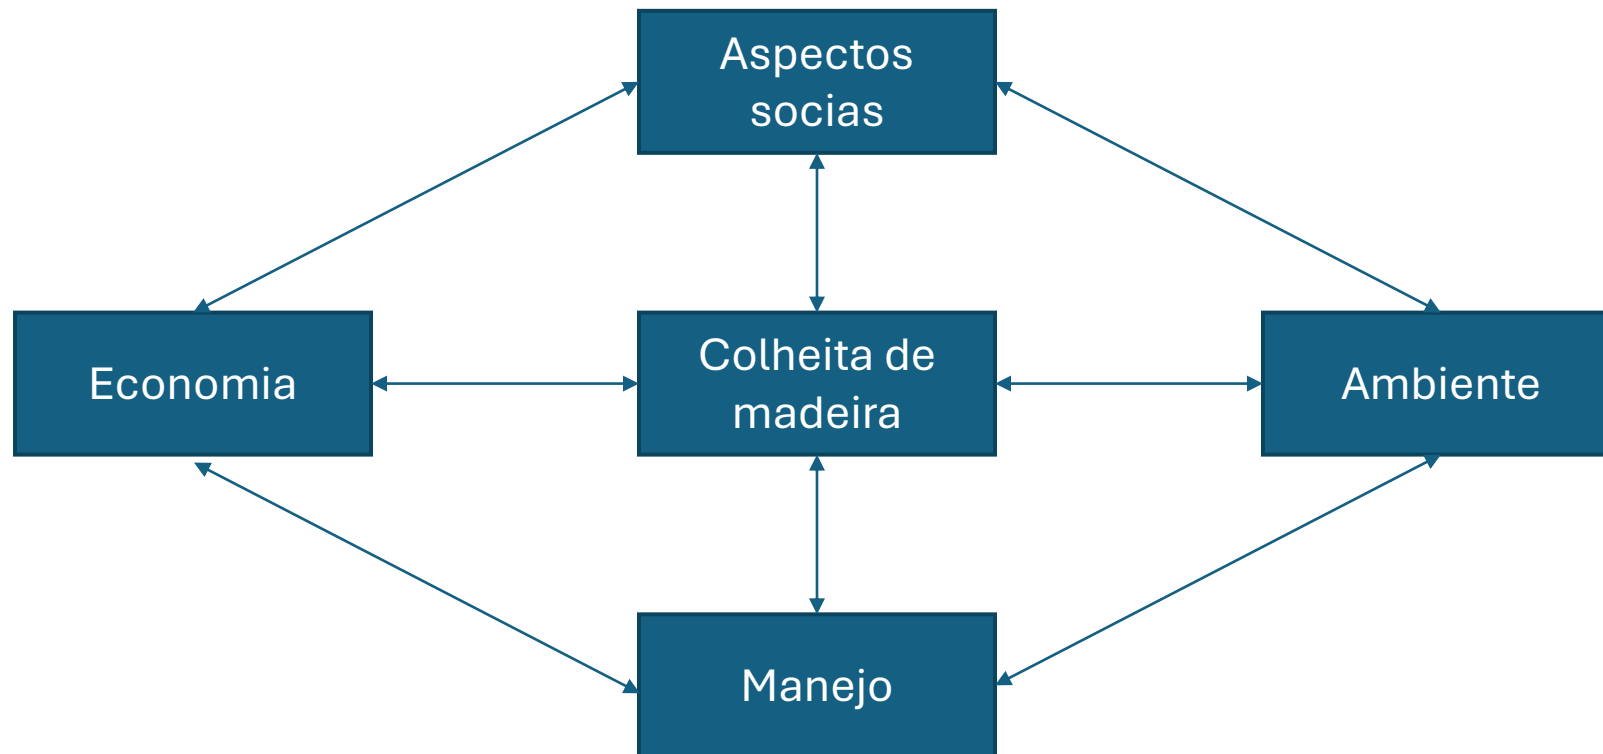 Aspectos
socias
Economia
Colheita de
madeira
Ambiente
Manejo